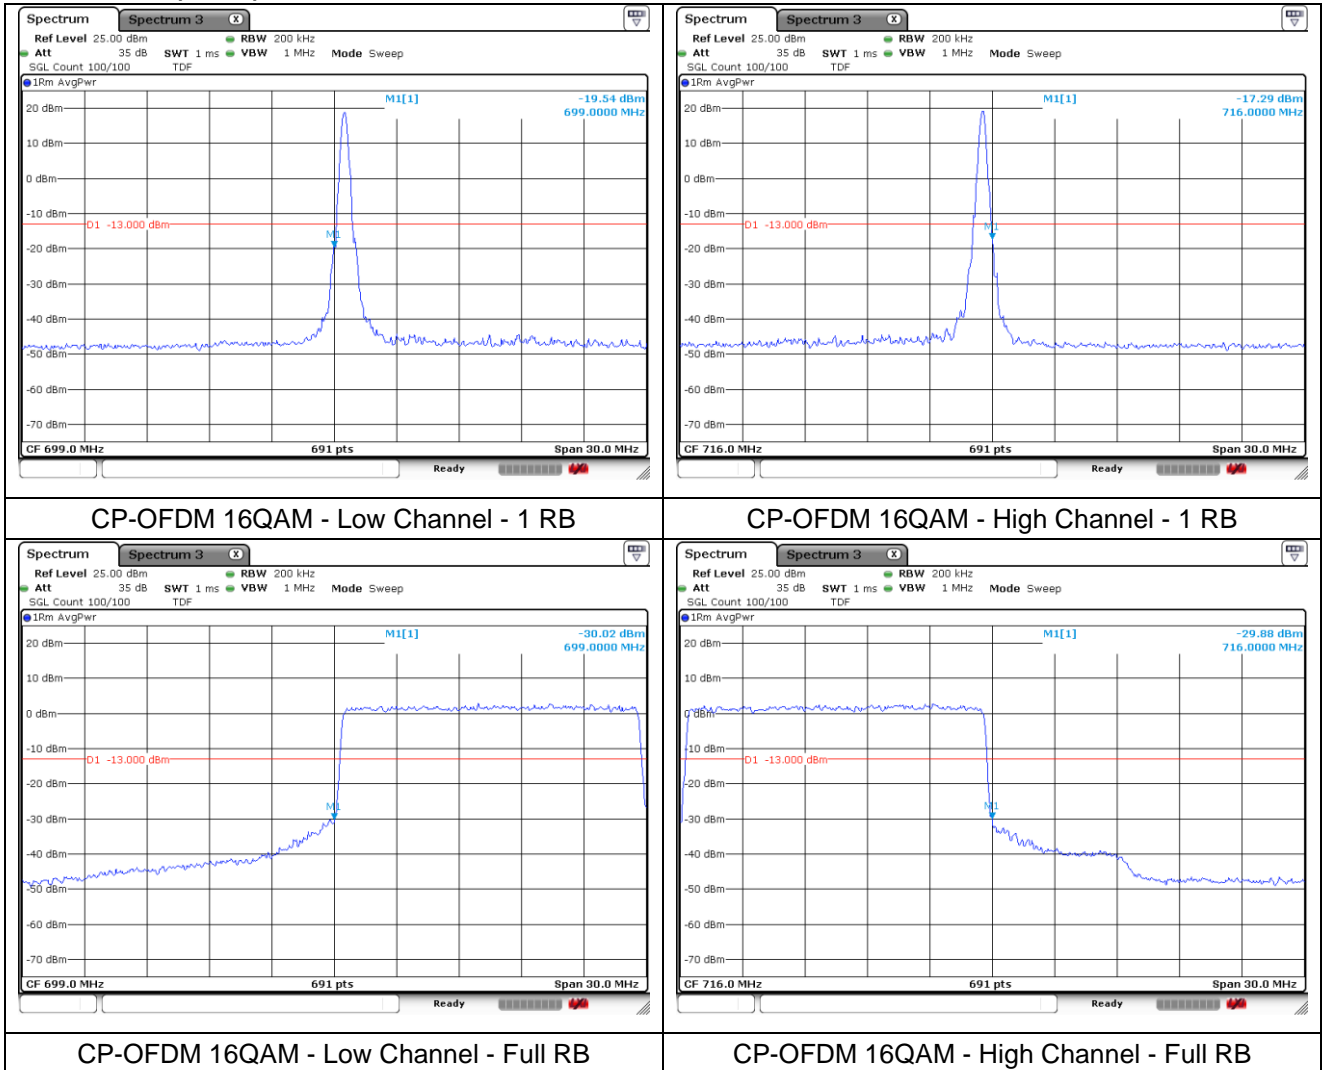 Spectrum Spectrum 3 X
Ref Level 25.00 dBm RBW 200 kHz
Att 35 dB SWT 1 ms VBW 1 MHz Mode Sweep
SGL Count 100/100 TDF
1Rm AvgPwr
M1[1] -19.54 dBm
699.0000 MHz
20 dBm
10 dBm
0 dBm
-10 dBm
D1 -13.000 dBm
M1
-20 dBm
-30 dBm
-40 dBm
-50 dBm
-60 dBm
-70 dBm
CF 699.0 MHz 691 pts Span 30.0 MHz
Ready
CP-OFDM 16QAM - Low Channel - 1 RB
Spectrum Spectrum 3 X
Ref Level 25.00 dBm RBW 200 kHz
Att 35 dB SWT 1 ms VBW 1 MHz Mode Sweep
SGL Count 100/100 TDF
1Rm AvgPwr
M1[1] -17.29 dBm
716.0000 MHz
20 dBm
10 dBm
0 dBm
-10 dBm
D1 -13.000 dBm
M1
-20 dBm
-30 dBm
-40 dBm
-50 dBm
-60 dBm
-70 dBm
CF 716.0 MHz 691 pts Span 30.0 MHz
Ready
CP-OFDM 16QAM - High Channel - 1 RB
Spectrum Spectrum 3 X
Ref Level 25.00 dBm RBW 200 kHz
Att 35 dB SWT 1 ms VBW 1 MHz Mode Sweep
SGL Count 100/100 TDF
1Rm AvgPwr
M1[1] -30.02 dBm
699.0000 MHz
20 dBm
10 dBm
0 dBm
-10 dBm
D1 -13.000 dBm
-20 dBm
M1
-30 dBm
-40 dBm
-50 dBm
-60 dBm
-70 dBm
CF 699.0 MHz 691 pts Span 30.0 MHz
Ready
CP-OFDM 16QAM - Low Channel - Full RB
Spectrum Spectrum 3 X
Ref Level 25.00 dBm RBW 200 kHz
Att 35 dB SWT 1 ms VBW 1 MHz Mode Sweep
SGL Count 100/100 TDF
1Rm AvgPwr
M1[1] -29.88 dBm
716.0000 MHz
20 dBm
10 dBm
0 dBm
-10 dBm
D1 -13.000 dBm
-20 dBm
M1
-30 dBm
-40 dBm
-50 dBm
-60 dBm
-70 dBm
CF 716.0 MHz 691 pts Span 30.0 MHz
Ready
CP-OFDM 16QAM - High Channel - Full RB